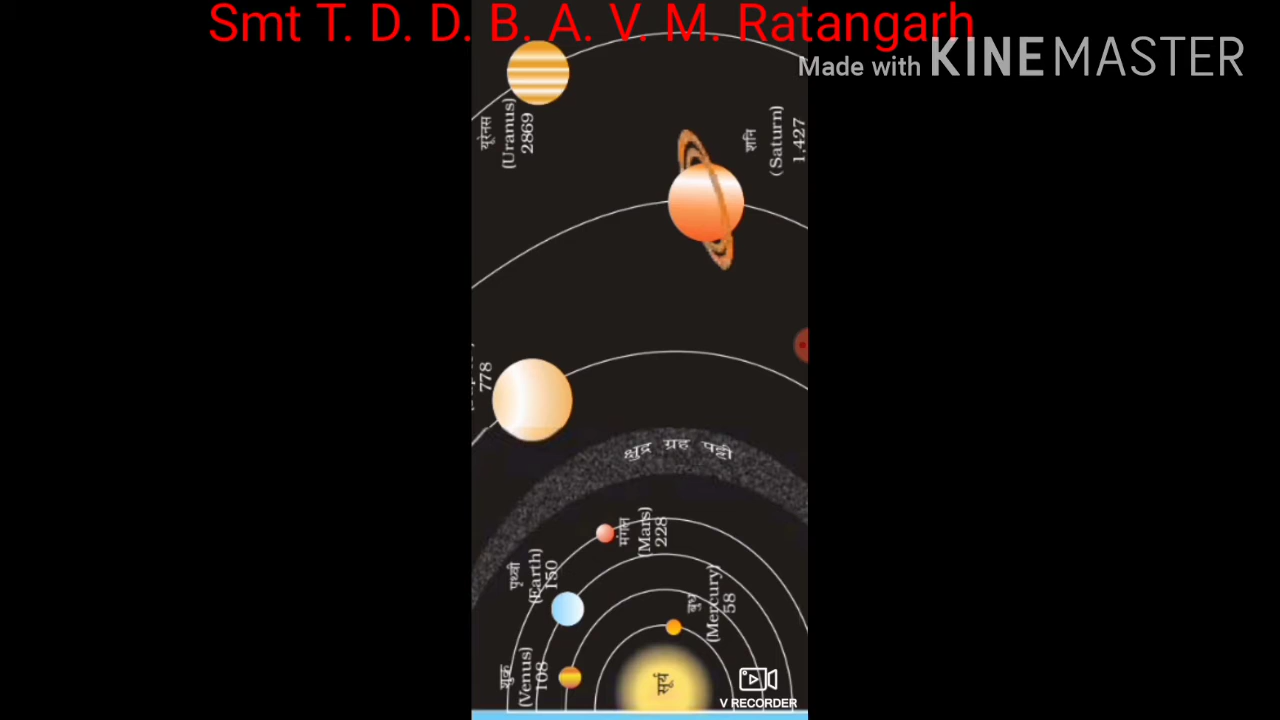 Smt T. D. D. B. A. V. M. Ratangarh
Made with KINEMASTER
यूरेनस
(Uranus)
2869
शनि
(Saturn)
1.427
778
क्षुद्र ग्रह पट्टी
मंगल
(Mars)
228
पृथ्वी
(Earth)
150
बुध
(Mercury)
58
शुक्र
(Venus)
108
सूर्य
V RECORDER